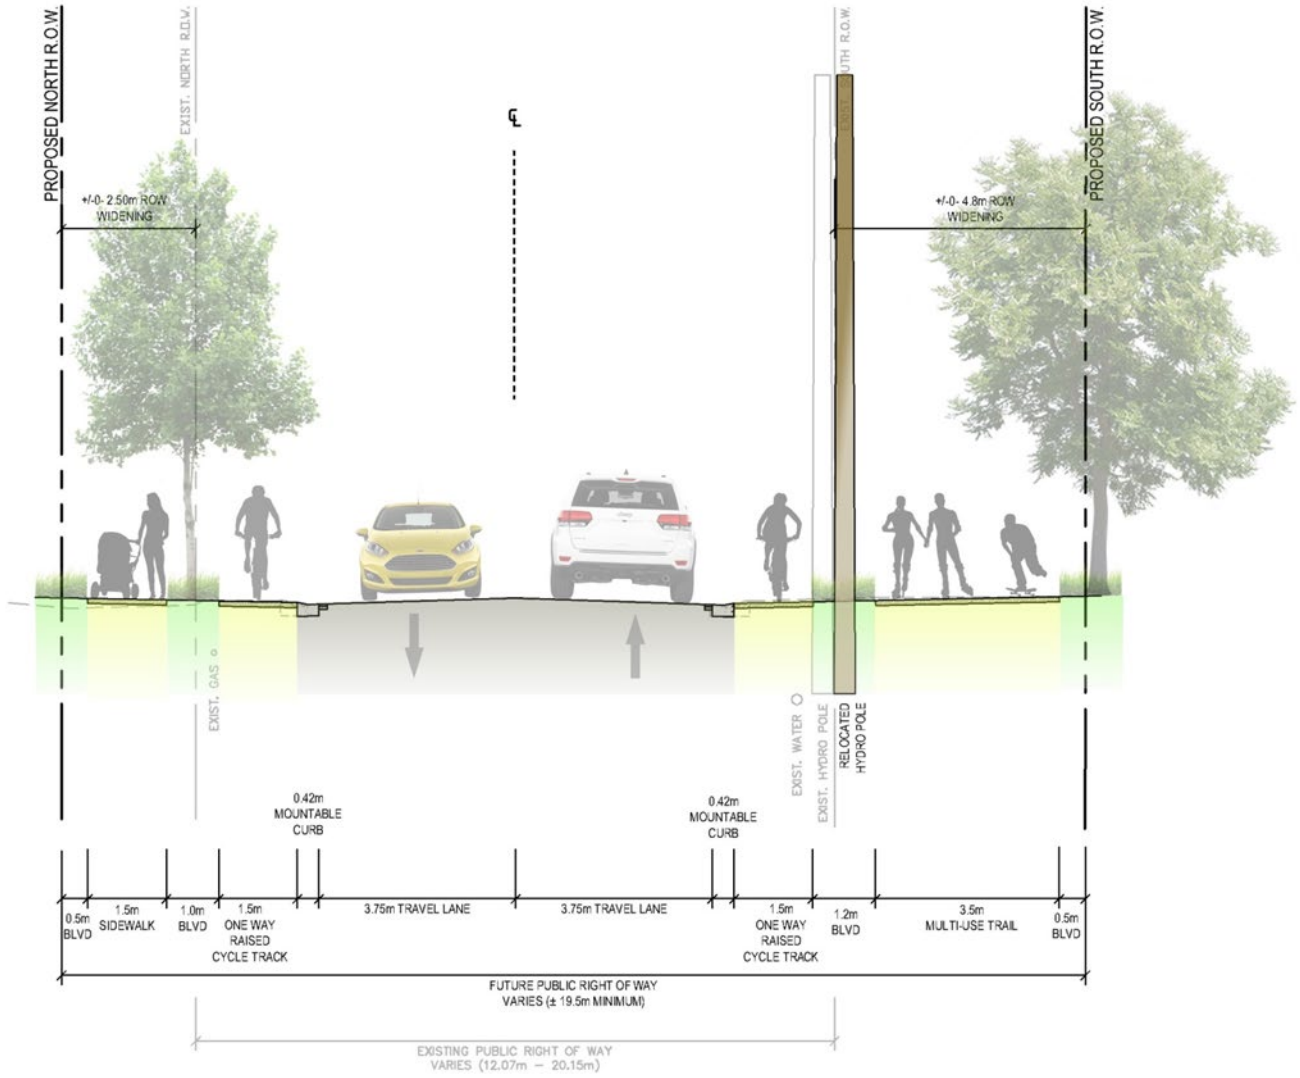 PROPOSED NORTH R.O.W.
EXIST. NORTH R.O.W.
EXIST. SOUTH R.O.W.
PROPOSED SOUTH R.O.W.
CL
+/-0- 2.50m ROW
WIDENING
+/-0- 4.8m ROW
WIDENING
EXIST. GAS
EXIST. WATER
EXIST. HYDRO POLE
RELOCATED
HYDRO POLE
0.42m
MOUNTABLE
CURB
0.42m
MOUNTABLE
CURB
0.5m
BLVD
1.5m
SIDEWALK
1.0m
BLVD
1.5m
ONE WAY
RAISED
CYCLE TRACK
3.75m TRAVEL LANE
3.75m TRAVEL LANE
1.5m
ONE WAY
RAISED
CYCLE TRACK
1.2m
BLVD
3.5m
MULTI-USE TRAIL
0.5m
BLVD
FUTURE PUBLIC RIGHT OF WAY
VARIES (± 19.5m MINIMUM)
EXISTING PUBLIC RIGHT OF WAY
VARIES (12.07m - 20.15m)